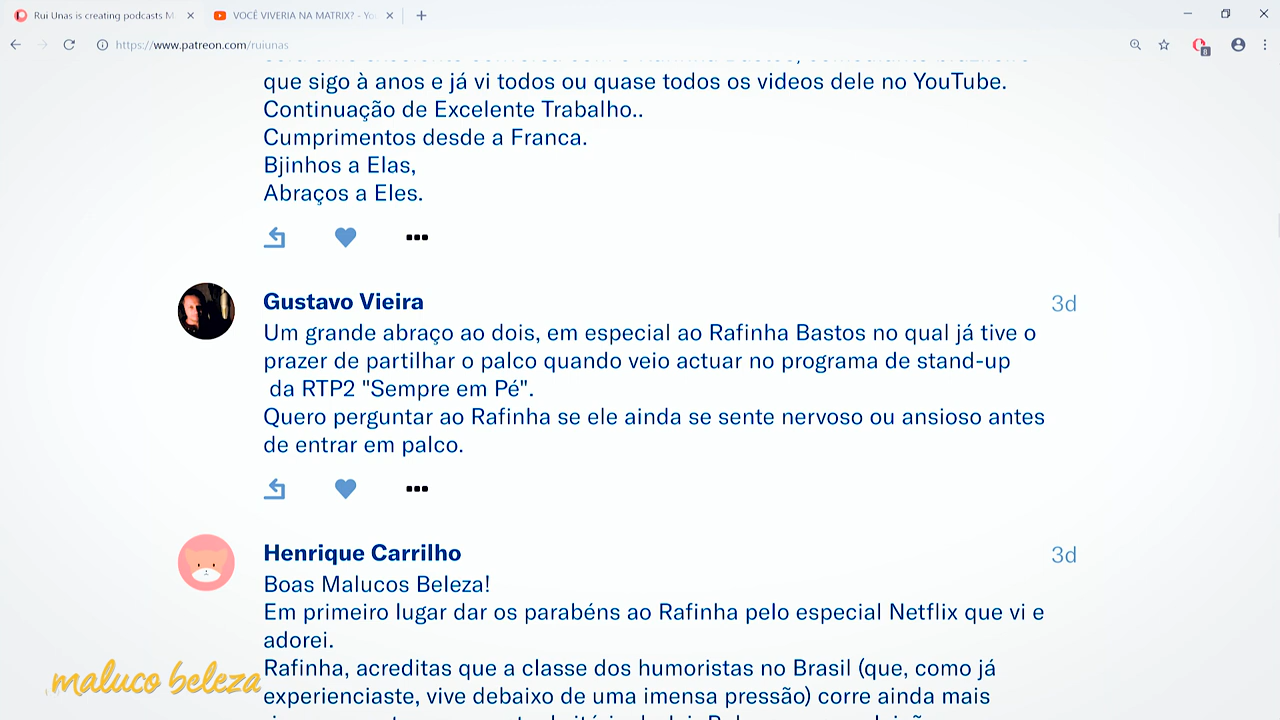 Rui Unas is creating podcasts M
VOCÊ VIVERIA NA MATRIX? - Yo
https://www.patreon.com/ruiunas
que sigo à anos e já vi todos ou quase todos os videos dele no YouTube.
Continuação de Excelente Trabalho..
Cumprimentos desde a Franca.
Bjinhos a Elas,
Abraços a Eles.
Gustavo Vieira
3d
Um grande abraço ao dois, em especial ao Rafinha Bastos no qual já tive o
prazer de partilhar o palco quando veio actuar no programa de stand-up
da RTP2 "Sempre em Pé".
Quero perguntar ao Rafinha se ele ainda se sente nervoso ou ansioso antes
de entrar em palco.
Henrique Carrilho
3d
Boas Malucos Beleza!
Em primeiro lugar dar os parabéns ao Rafinha pelo especial Netflix que vi e
adorei.
Rafinha, acreditas que a classe dos humoristas no Brasil (que, como já
experienciaste, vive debaixo de uma imensa pressão) corre ainda mais
maluco beleza